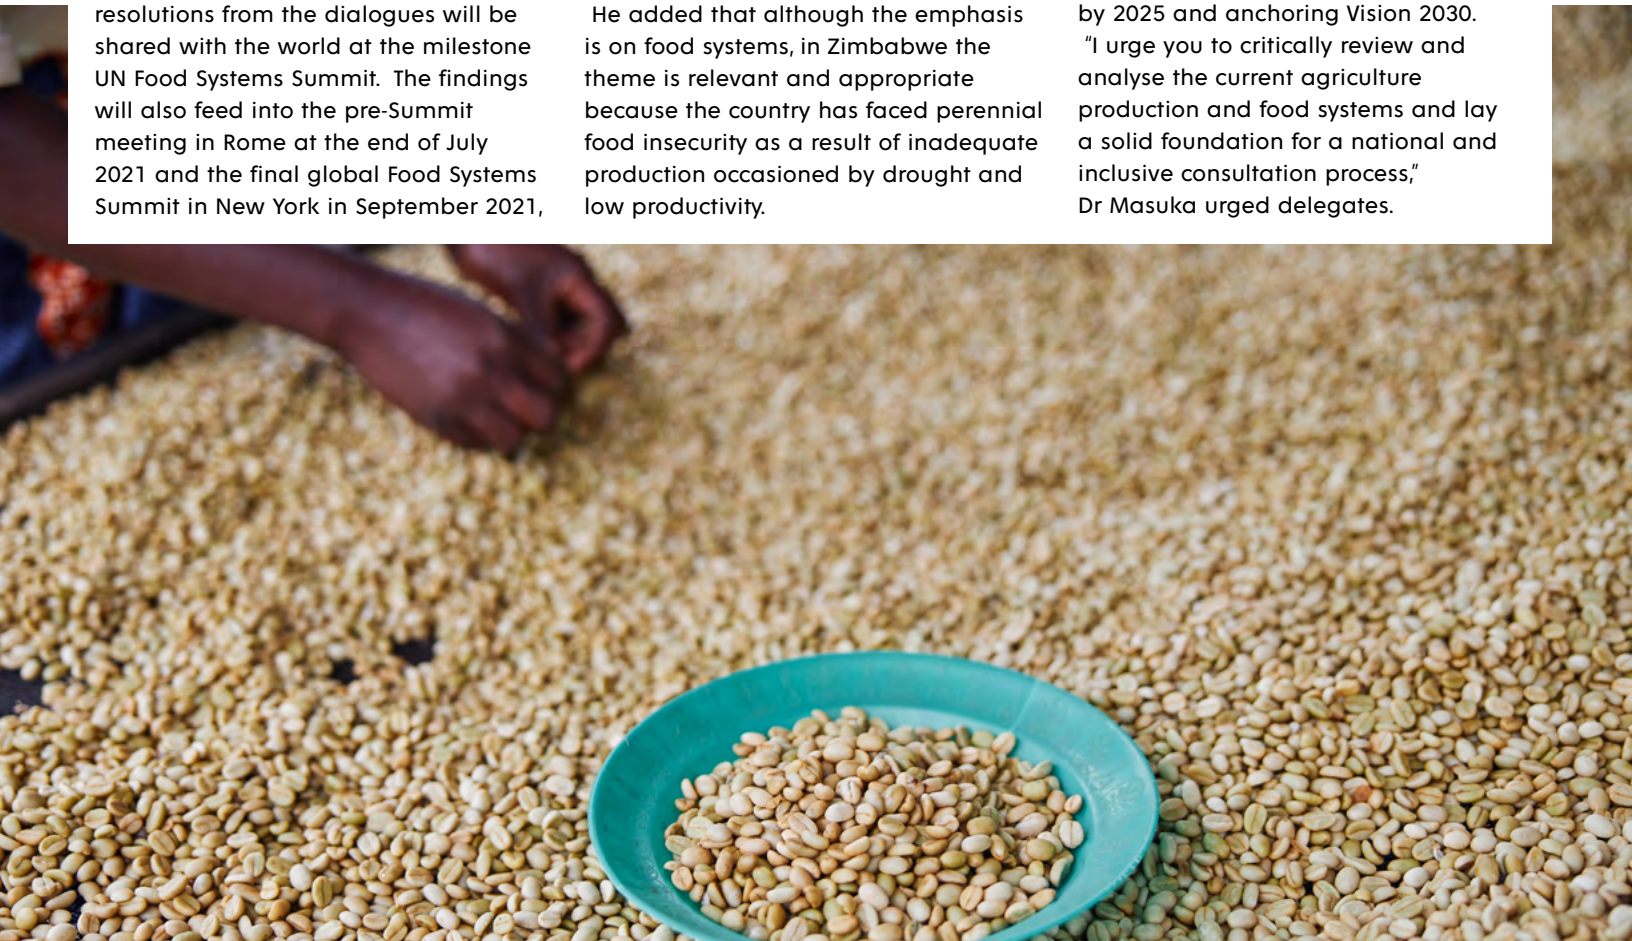 resolutions from the dialogues will be
shared with the world at the milestone
UN Food Systems Summit.  The findings
will also feed into the pre-Summit
meeting in Rome at the end of July
2021 and the final global Food Systems
Summit in New York in September 2021,
He added that although the emphasis
is on food systems, in Zimbabwe the
theme is relevant and appropriate
because the country has faced perennial
food insecurity as a result of inadequate
production occasioned by drought and
low productivity.
by 2025 and anchoring Vision 2030.
“I urge you to critically review and
analyse the current agriculture
production and food systems and lay
a solid foundation for a national and
inclusive consultation process,”
Dr Masuka urged delegates.